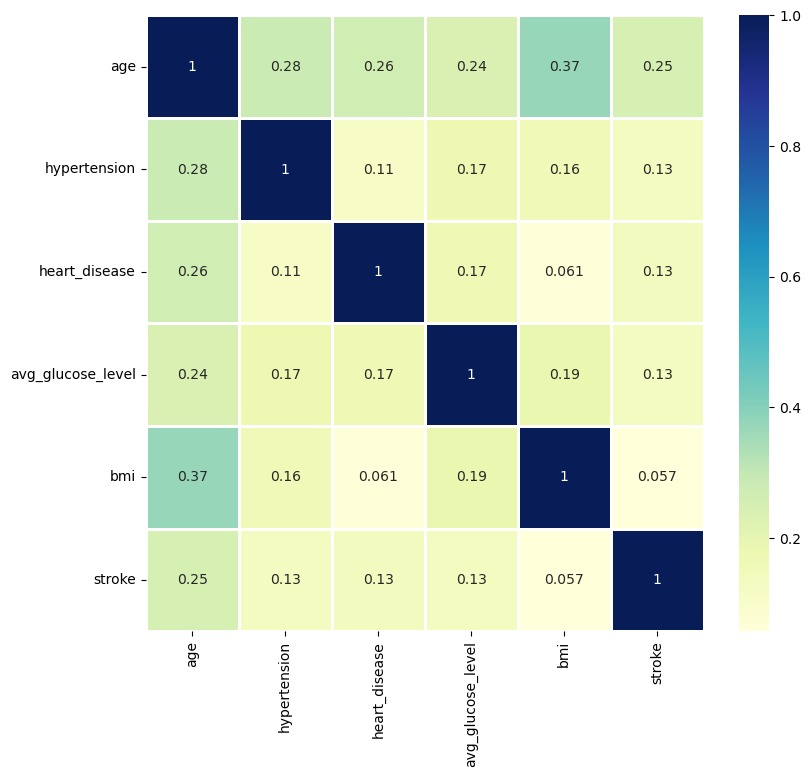 age 1 0.28 0.26 0.24 0.37 0.25
hypertension 0.28 1 0.11 0.17 0.16 0.13
heart_disease 0.26 0.11 1 0.17 0.061 0.13
avg_glucose_level 0.24 0.17 0.17 1 0.19 0.13
bmi 0.37 0.16 0.061 0.19 1 0.057
stroke 0.25 0.13 0.13 0.13 0.057 1
age
hypertension
heart_disease
avg_glucose_level
bmi
stroke
1.0
0.8
0.6
0.4
0.2